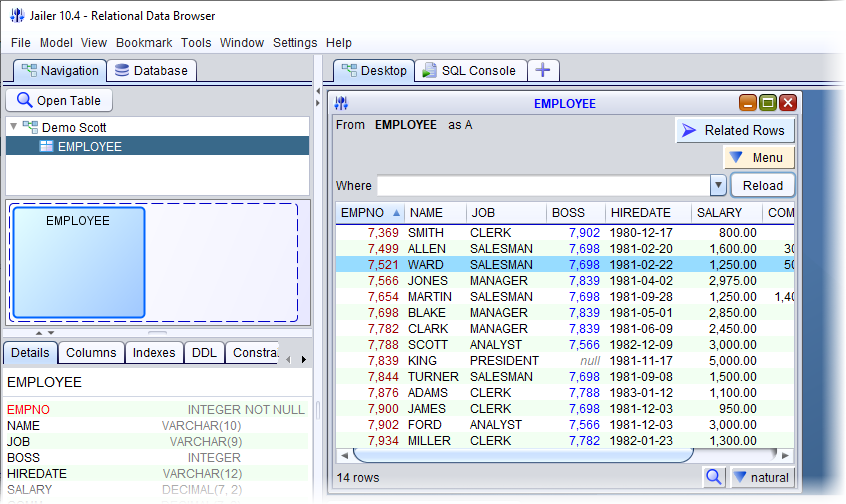 Jailer 10.4 - Relational Data Browser
File Model View Bookmark Tools Window Settings Help
Navigation Database
Open Table
Demo Scott
EMPLOYEE
EMPLOYEE
Details Columns Indexes DDL Constra
EMPLOYEE
EMPNO INTEGER NOT NULL
NAME VARCHAR(10)
JOB VARCHAR(9)
BOSS INTEGER
HIREDATE VARCHAR(12)
SALARY DECIMAL(7, 2)
Desktop SQL Console
EMPLOYEE
From EMPLOYEE as A
Related Rows
Menu
Where Reload
EMPNO NAME JOB BOSS HIREDATE SALARY COM
7,369 SMITH CLERK 7,902 1980-12-17 800.00
7,499 ALLEN SALESMAN 7,698 1981-02-20 1,600.00 30
7,521 WARD SALESMAN 7,698 1981-02-22 1,250.00 50
7,566 JONES MANAGER 7,839 1981-04-02 2,975.00
7,654 MARTIN SALESMAN 7,698 1981-09-28 1,250.00 1,40
7,698 BLAKE MANAGER 7,839 1981-05-01 2,850.00
7,782 CLARK MANAGER 7,839 1981-06-09 2,450.00
7,788 SCOTT ANALYST 7,566 1982-12-09 3,000.00
7,839 KING PRESIDENT null 1981-11-17 5,000.00
7,844 TURNER SALESMAN 7,698 1981-09-08 1,500.00
7,876 ADAMS CLERK 7,788 1983-01-12 1,100.00
7,900 JAMES CLERK 7,698 1981-12-03 950.00
7,902 FORD ANALYST 7,566 1981-12-03 3,000.00
7,934 MILLER CLERK 7,782 1982-01-23 1,300.00
14 rows natural